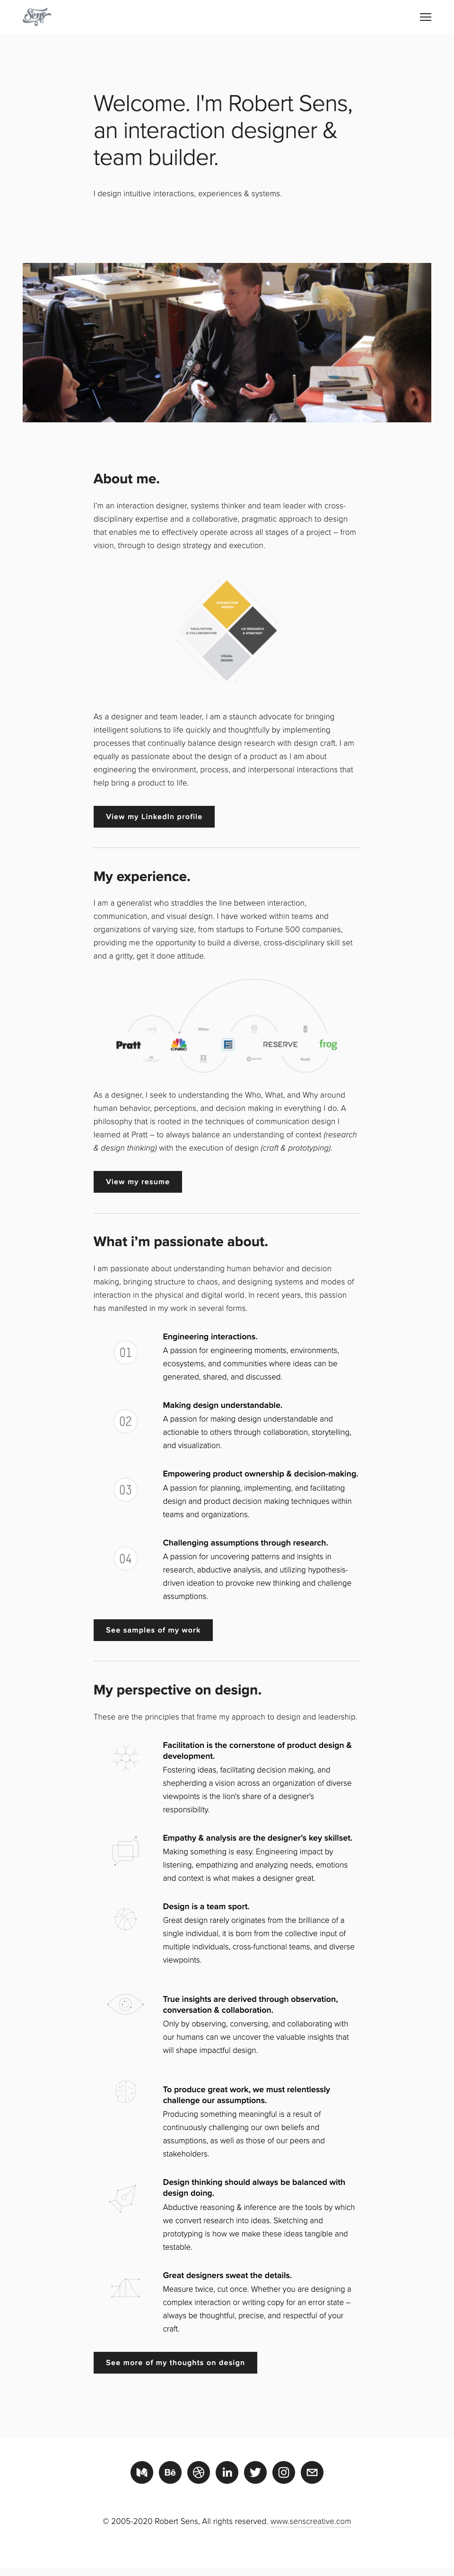 Sens
Welcome. I'm Robert Sens,
an interaction designer &
team builder.
I design intuitive interactions, experiences & systems.
About me.
I'm an interaction designer, systems thinker and team leader with cross-
disciplinary expertise and a collaborative, pragmatic approach to design
that enables me to effectively operate across all stages of a project – from
vision, through to design strategy and execution.
INTERACTION
DESIGN
FACILITATION
& COLLABORATION
UX RESEARCH
& STRATEGY
VISUAL
DESIGN
As a designer and team leader, I am a staunch advocate for bringing
intelligent solutions to life quickly and thoughtfully by implementing
processes that continually balance design research with design craft. I am
equally as passionate about the design of a product as I am about
engineering the environment, process, and interpersonal interactions that
help bring a product to life.
View my LinkedIn profile
My experience.
I am a generalist who straddles the line between interaction,
communication, and visual design. I have worked within teams and
organizations of varying size, from startups to Fortune 500 companies,
providing me the opportunity to build a diverse, cross-disciplinary skill set
and a gritty, get it done attitude.
Pratt
CNBC
RESERVE
frog
As a designer, I seek to understanding the Who, What, and Why around
human behavior, perceptions, and decision making in everything I do. A
philosophy that is rooted in the techniques of communication design I
learned at Pratt – to always balance an understanding of context (research
& design thinking) with the execution of design (craft & prototyping).
View my resume
What i'm passionate about.
I am passionate about understanding human behavior and decision
making, bringing structure to chaos, and designing systems and modes of
interaction in the physical and digital world. In recent years, this passion
has manifested in my work in several forms.
01
Engineering interactions.
A passion for engineering moments, environments,
ecosystems, and communities where ideas can be
generated, shared, and discussed.
02
Making design understandable.
A passion for making design understandable and
actionable to others through collaboration, storytelling,
and visualization.
03
Empowering product ownership & decision-making.
A passion for planning, implementing, and facilitating
design and product decision making techniques within
teams and organizations.
04
Challenging assumptions through research.
A passion for uncovering patterns and insights in
research, abductive analysis, and utilizing hypothesis-
driven ideation to provoke new thinking and challenge
assumptions.
See samples of my work
My perspective on design.
These are the principles that frame my approach to design and leadership.
Facilitation is the cornerstone of product design &
development.
Fostering ideas, facilitating decision making, and
shepherding a vision across an organization of diverse
viewpoints is the lion's share of a designer's
responsibility.
Empathy & analysis are the designer's key skillset.
Making something is easy. Engineering impact by
listening, empathizing and analyzing needs, emotions
and context is what makes a designer great.
Design is a team sport.
Great design rarely originates from the brilliance of a
single individual, it is born from the collective input of
multiple individuals, cross-functional teams, and diverse
viewpoints.
True insights are derived through observation,
conversation & collaboration.
Only by observing, conversing, and collaborating with
our humans can we uncover the valuable insights that
will shape impactful design.
To produce great work, we must relentlessly
challenge our assumptions.
Producing something meaningful is a result of
continuously challenging our own beliefs and
assumptions, as well as those of our peers and
stakeholders.
Design thinking should always be balanced with
design doing.
Abductive reasoning & inference are the tools by which
we convert research into ideas. Sketching and
prototyping is how we make these ideas tangible and
testable.
Great designers sweat the details.
Measure twice, cut once. Whether you are designing a
complex interaction or writing copy for an error state –
always be thoughtful, precise, and respectful of your
craft.
See more of my thoughts on design
© 2005-2020 Robert Sens, All rights reserved. www.senscreative.com